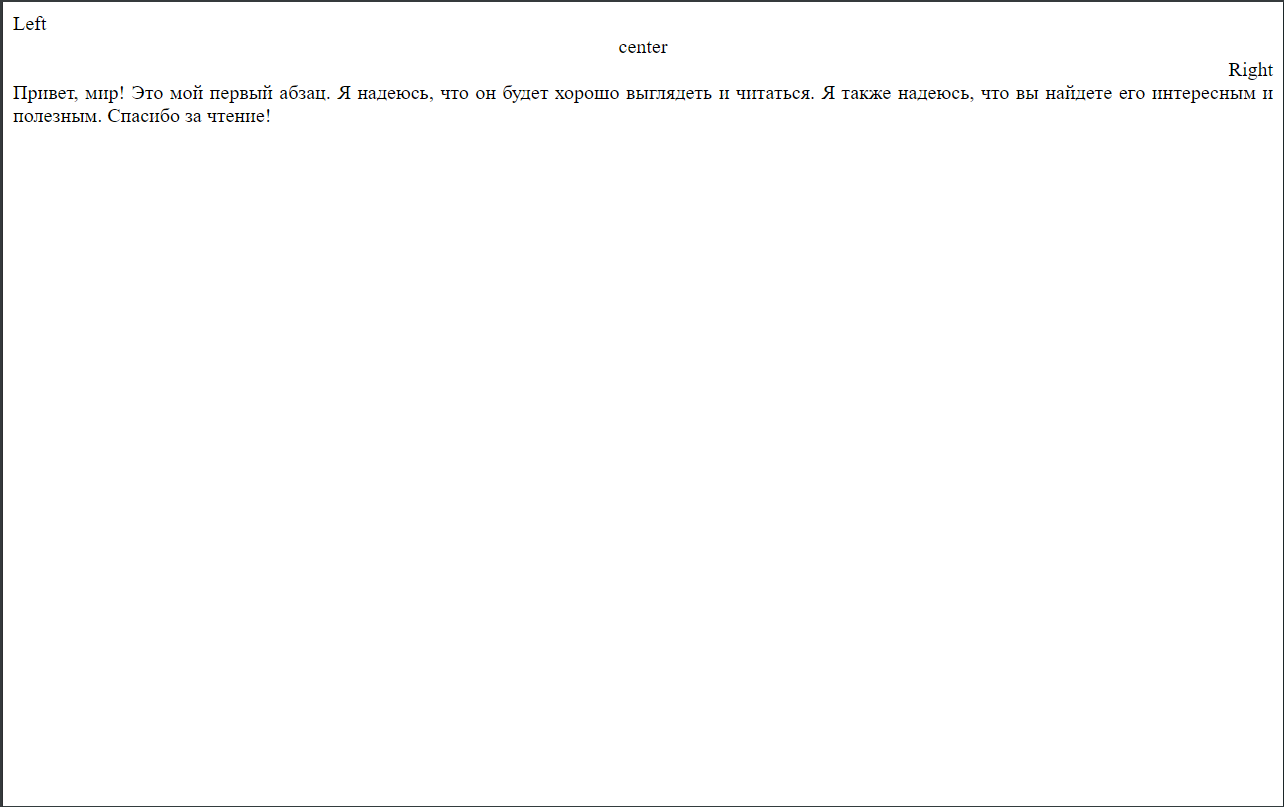 Left
center
Right
Привет, мир! Это мой первый абзац. Я надеюсь, что он будет хорошо выглядеть и читаться. Я также надеюсь, что вы найдете его интересным и
полезным. Спасибо за чтение!